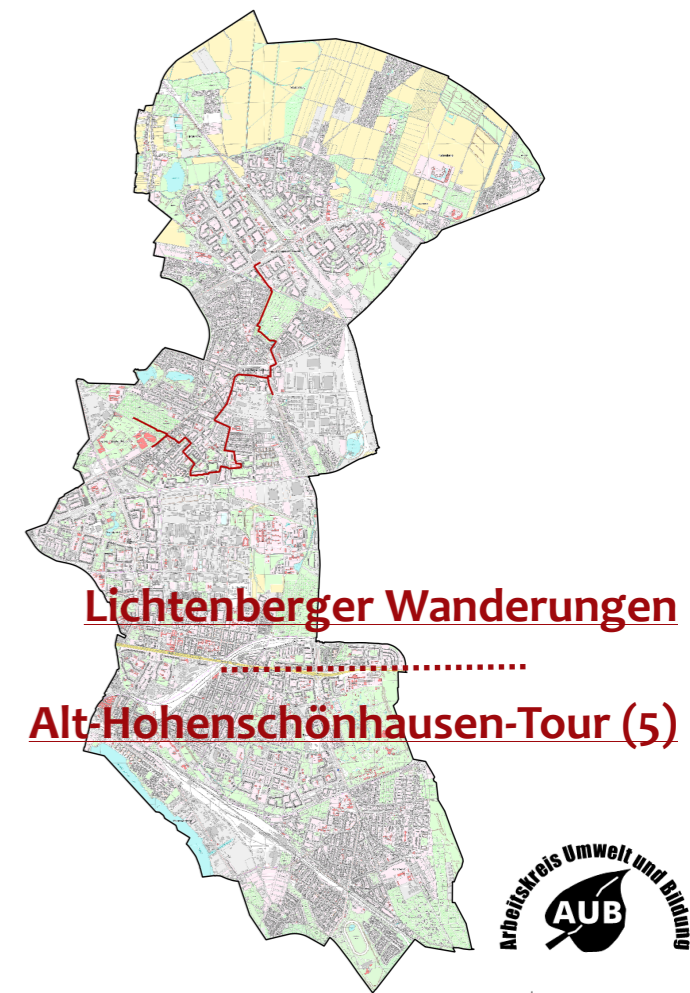 Lichtenberger Wanderungen
Alt-Hohenschönhausen-Tour (5)
Arbeitskreis Umwelt und Bildung
AUB